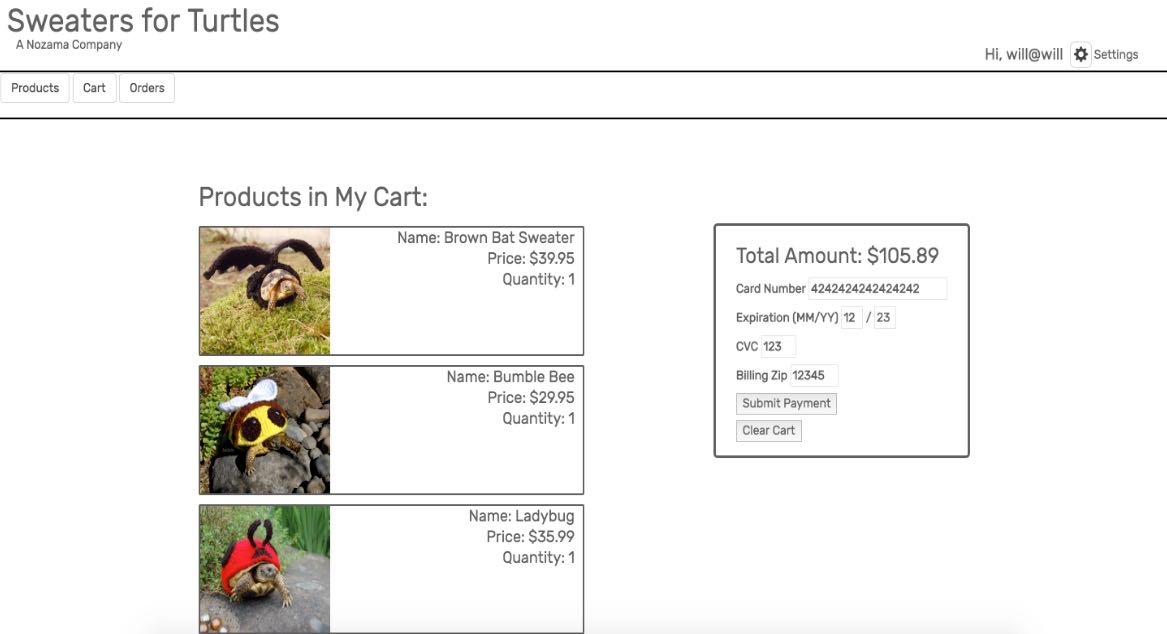 Sweaters for Turtles
A Nozama Company
Hi, will@will Settings
Products Cart Orders
Products in My Cart:
Name: Brown Bat Sweater
Price: $39.95
Quantity: 1
Name: Bumble Bee
Price: $29.95
Quantity: 1
Name: Ladybug
Price: $35.99
Quantity: 1
Total Amount: $105.89
Card Number 4242424242424242
Expiration (MM/YY) 12 / 23
CVC 123
Billing Zip 12345
Submit Payment
Clear Cart